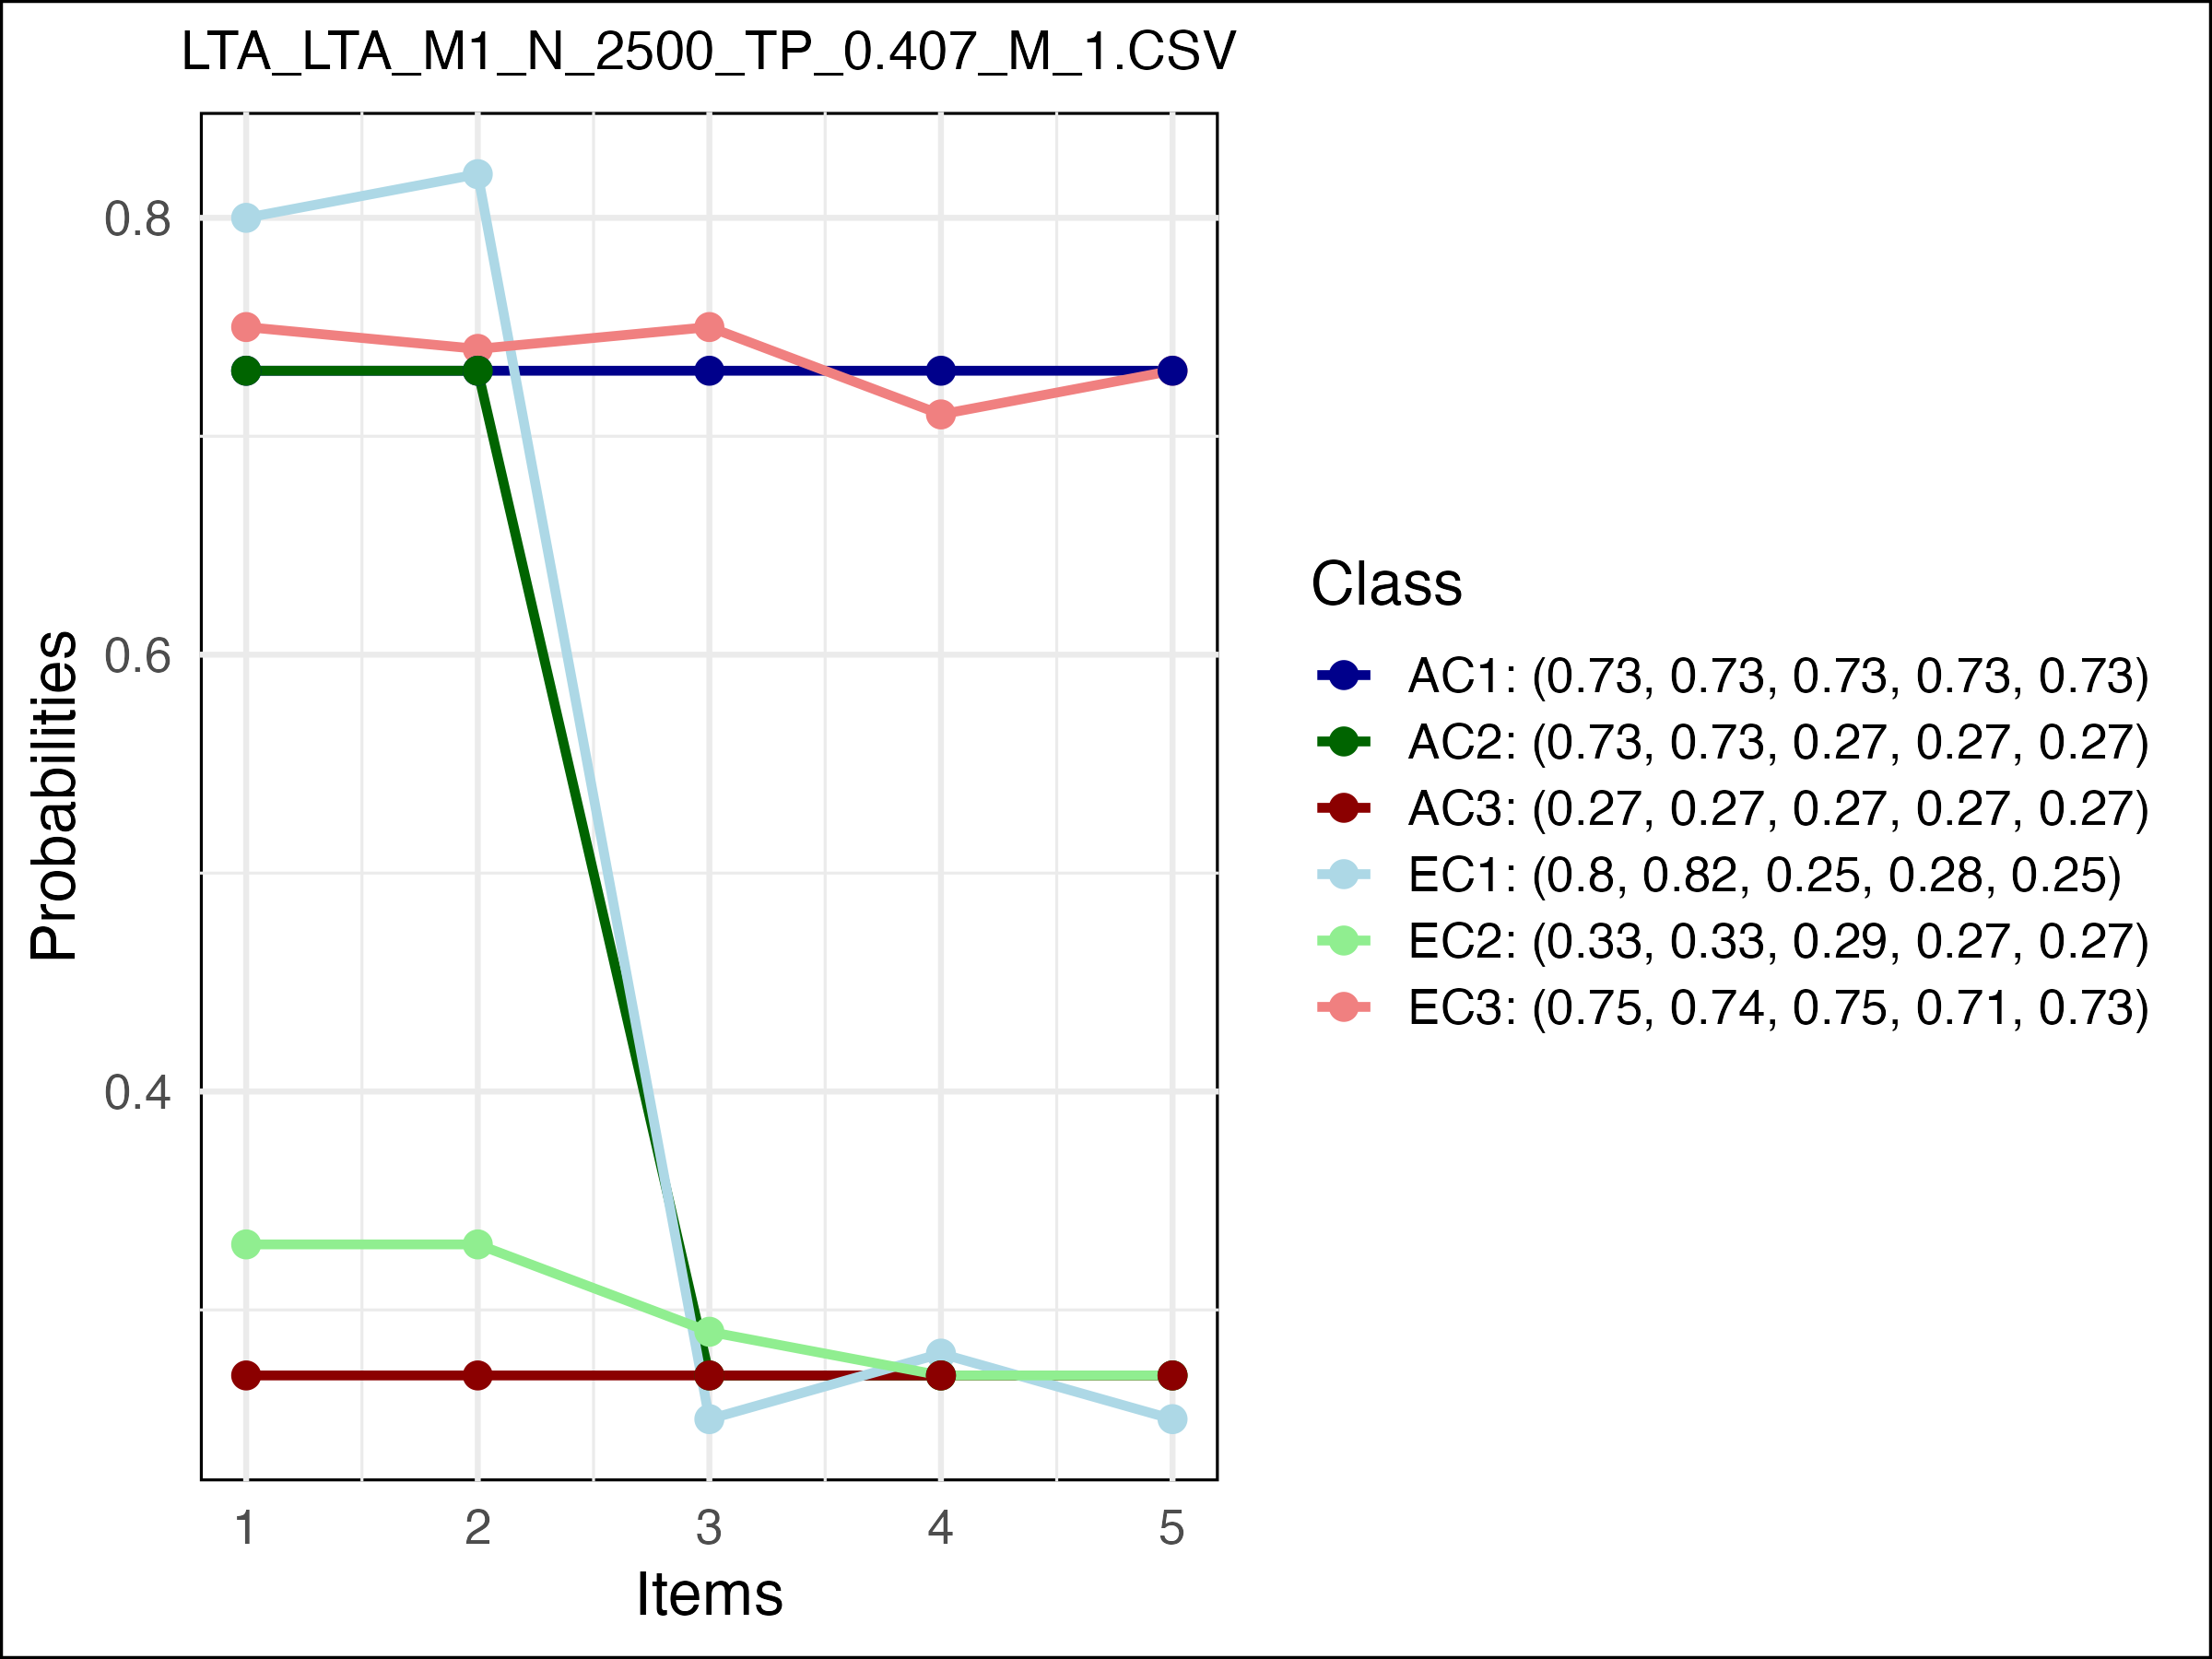 LTA_LTA_M1_N_2500_TP_0.407_M_1.CSV
0.8
0.6
0.4
Probabilities
1 2 3 4 5
Items
Class
AC1: (0.73, 0.73, 0.73, 0.73, 0.73)
AC2: (0.73, 0.73, 0.27, 0.27, 0.27)
AC3: (0.27, 0.27, 0.27, 0.27, 0.27)
EC1: (0.8, 0.82, 0.25, 0.28, 0.25)
EC2: (0.33, 0.33, 0.29, 0.27, 0.27)
EC3: (0.75, 0.74, 0.75, 0.71, 0.73)